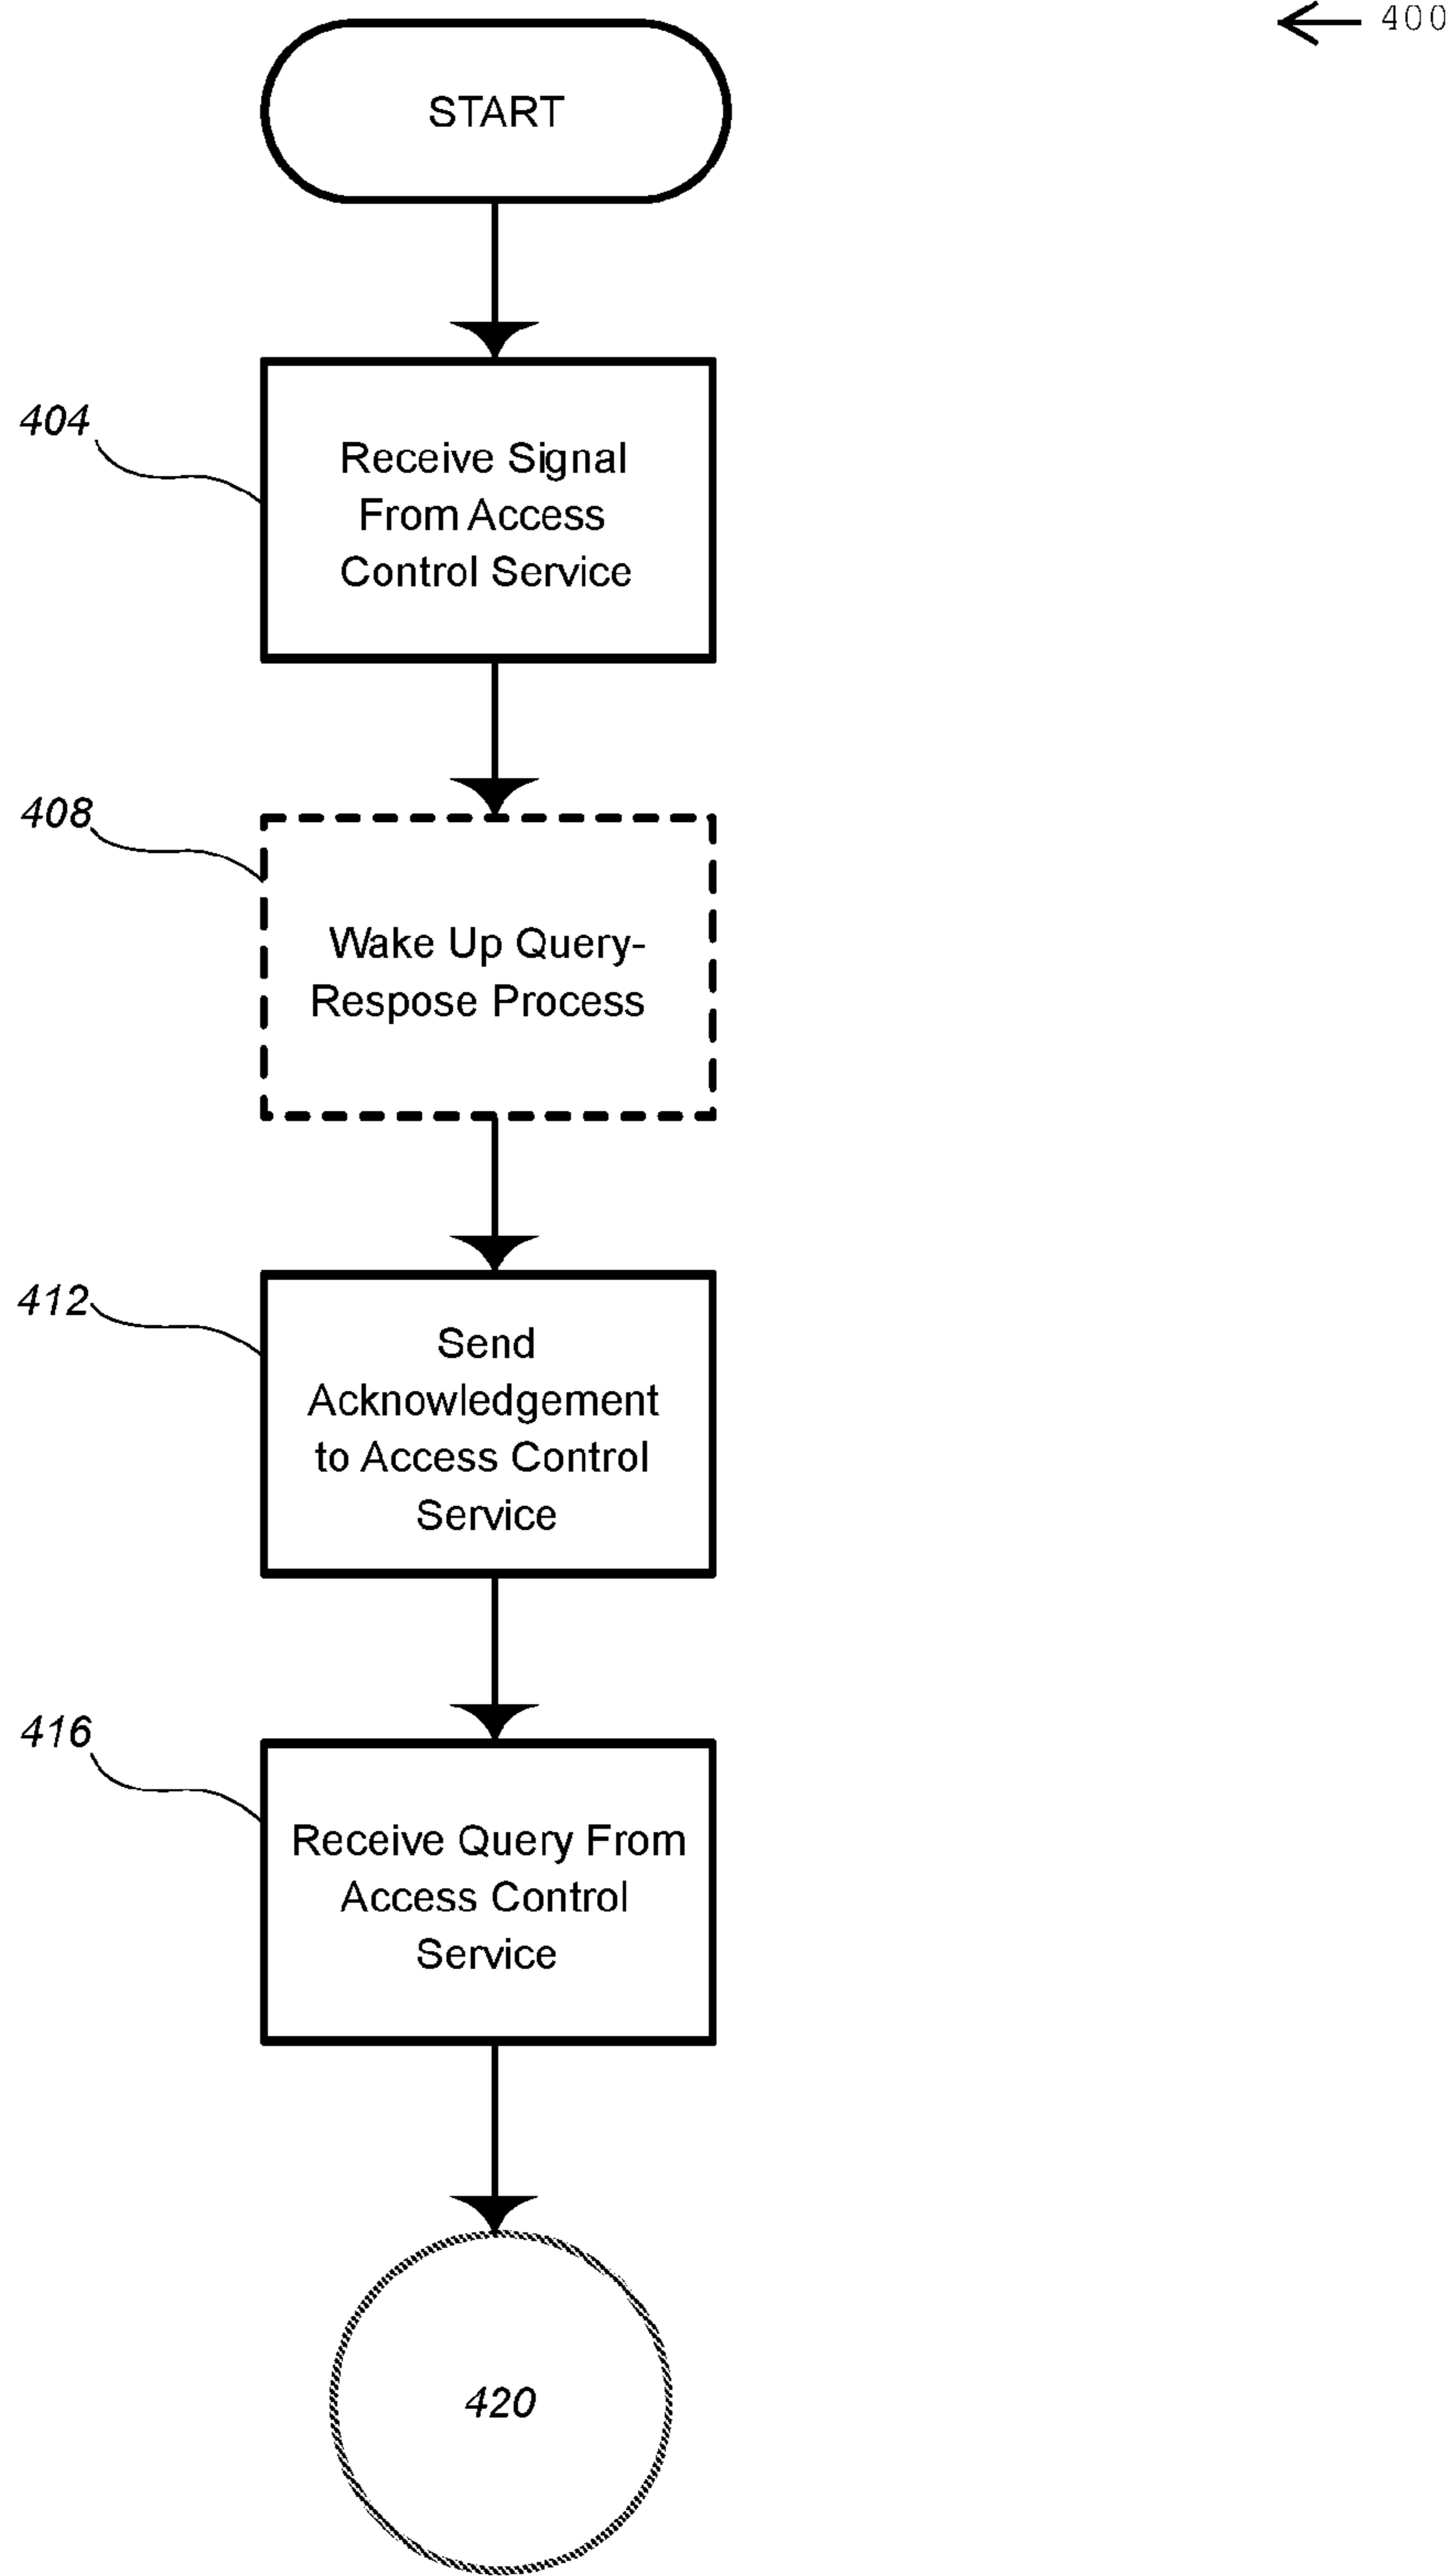 400
START
404
Receive Signal
From Access
Control Service
408
Wake Up Query-
Respose Process
412
Send
Acknowledgement
to Access Control
Service
416
Receive Query From
Access Control
Service
420